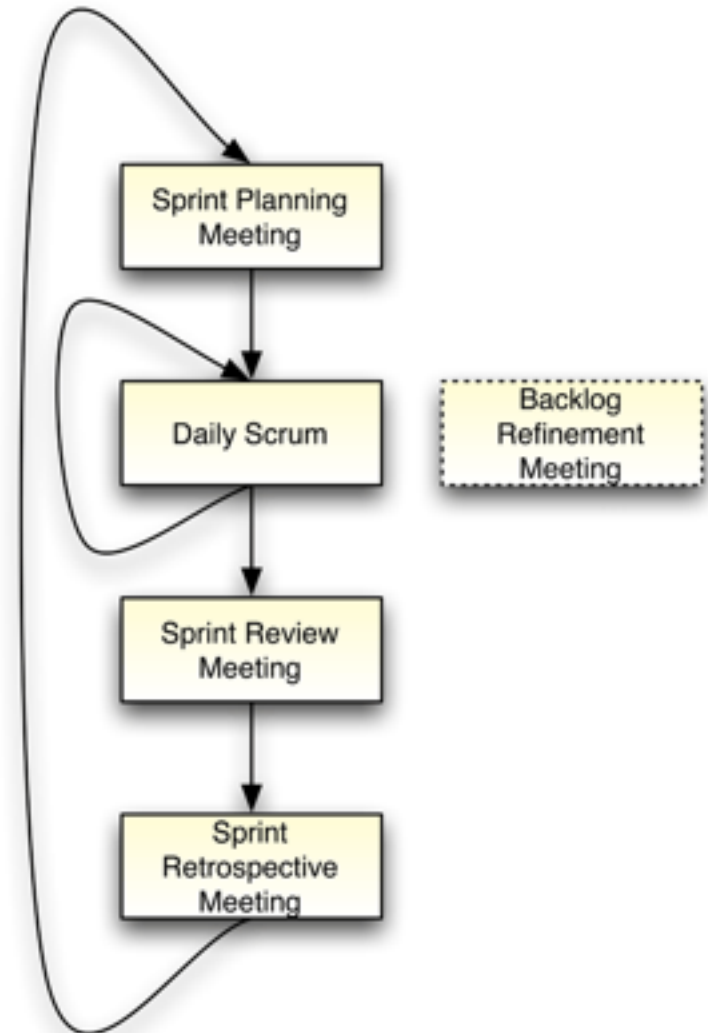 Sprint Planning
Meeting
Daily Scrum
Backlog
Refinement
Meeting
Sprint Review
Meeting
Sprint
Retrospective
Meeting